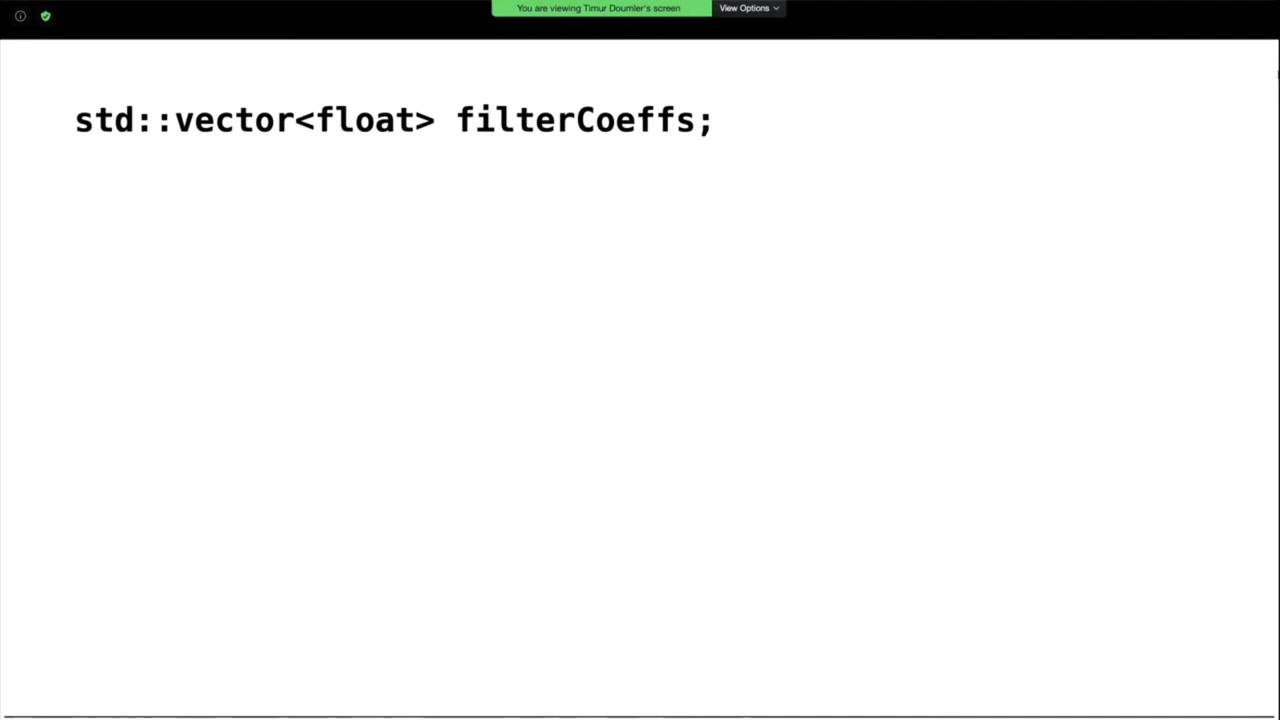 You are viewing Timur Doumler's screen
View Options
std::vector<float> filterCoeffs;